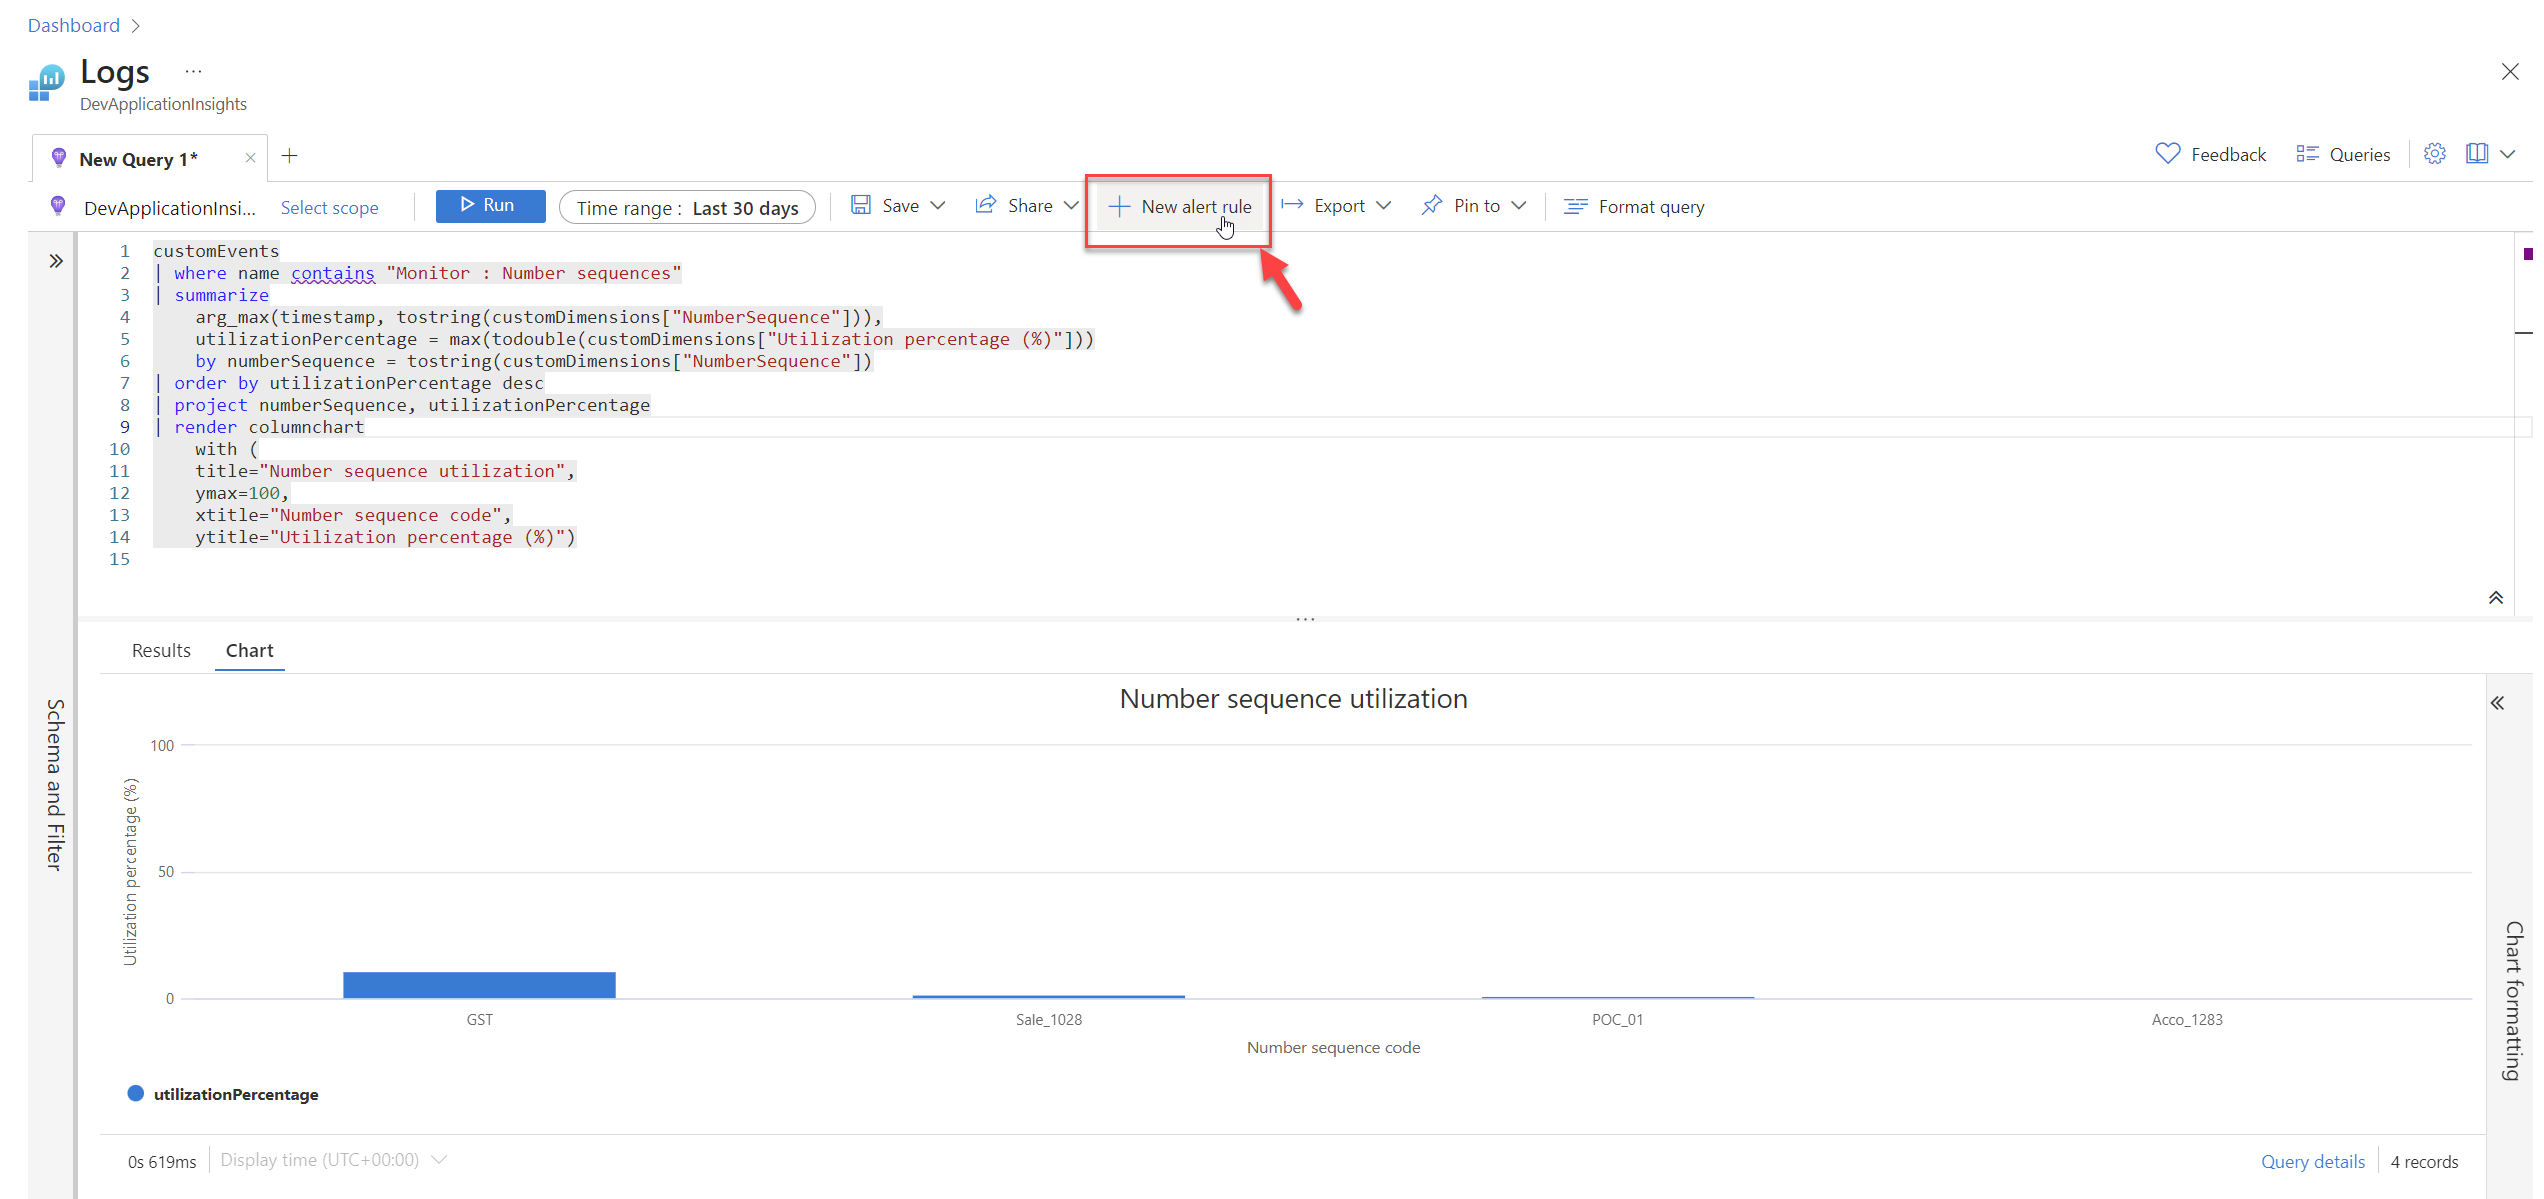 Dashboard
Logs ...
DevApplicationInsights
New Query 1*
Feedback Queries
DevApplicationInsi... Select scope Run Time range : Last 30 days Save Share New alert rule Export Pin to Format query
1 customEvents
2 | where name contains "Monitor : Number sequences"
3 | summarize
4 arg_max(timestamp, tostring(customDimensions["NumberSequence"])),
5 utilizationPercentage = max(todouble(customDimensions["Utilization percentage (%)"]))
6 by numberSequence = tostring(customDimensions["NumberSequence"])
7 | order by utilizationPercentage desc
8 | project numberSequence, utilizationPercentage
9 | render columnchart
10 with (
11 title="Number sequence utilization",
12 ymax=100,
13 xtitle="Number sequence code",
14 ytitle="Utilization percentage (%)")
15
Schema and Filter
Results Chart
Number sequence utilization
Utilization percentage (%)
100
50
0
GST Sale_1028 POC_01 Acco_1283
Number sequence code
utilizationPercentage
Chart formatting
0s 619ms Display time (UTC+00:00) Query details 4 records